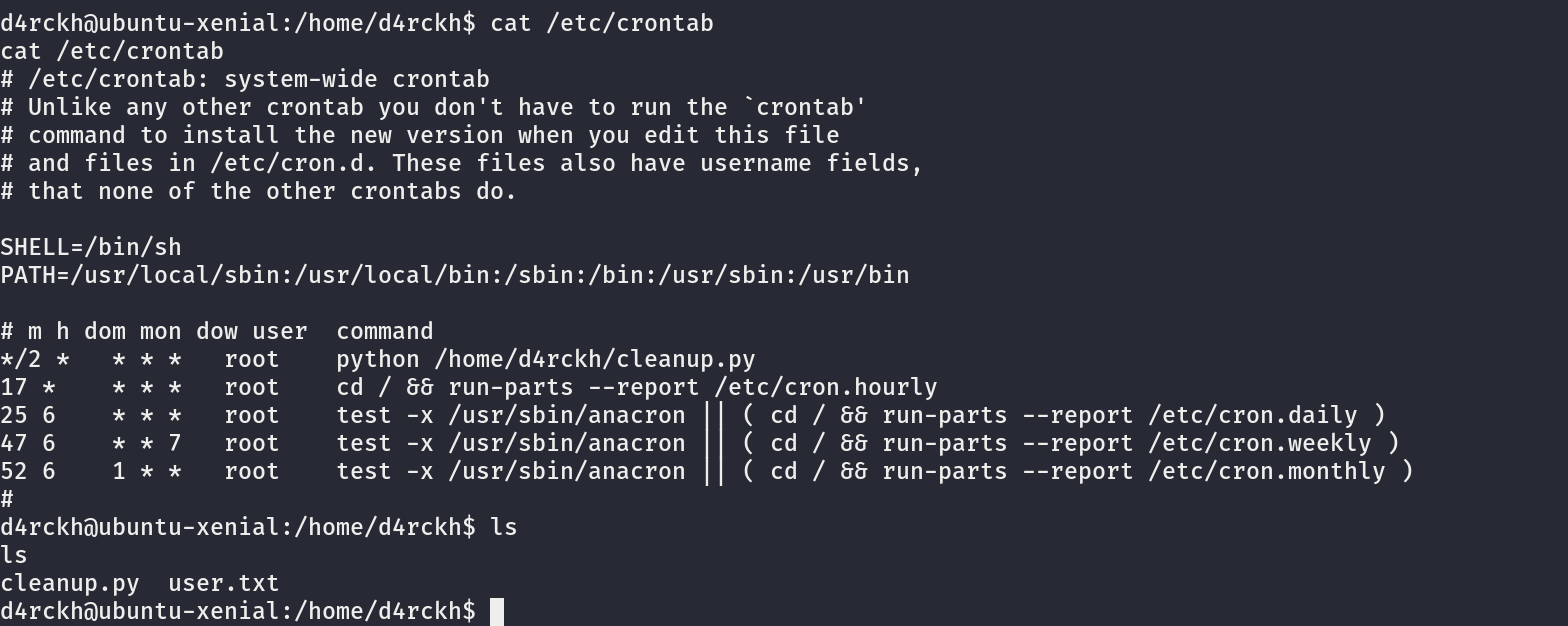 d4rckh@ubuntu-xenial:/home/d4rckh$ cat /etc/crontab
cat /etc/crontab
# /etc/crontab: system-wide crontab
# Unlike any other crontab you don't have to run the `crontab'
# command to install the new version when you edit this file
# and files in /etc/cron.d. These files also have username fields,
# that none of the other crontabs do.
SHELL=/bin/sh
PATH=/usr/local/sbin:/usr/local/bin:/sbin:/bin:/usr/sbin:/usr/bin
# m h dom mon dow user  command
*/2 *   * * *   root    python /home/d4rckh/cleanup.py
17 *    * * *   root    cd / && run-parts --report /etc/cron.hourly
25 6    * * *   root    test -x /usr/sbin/anacron || ( cd / && run-parts --report /etc/cron.daily )
47 6    * * 7   root    test -x /usr/sbin/anacron || ( cd / && run-parts --report /etc/cron.weekly )
52 6    1 * *   root    test -x /usr/sbin/anacron || ( cd / && run-parts --report /etc/cron.monthly )
#
d4rckh@ubuntu-xenial:/home/d4rckh$ ls
ls
cleanup.py  user.txt
d4rckh@ubuntu-xenial:/home/d4rckh$